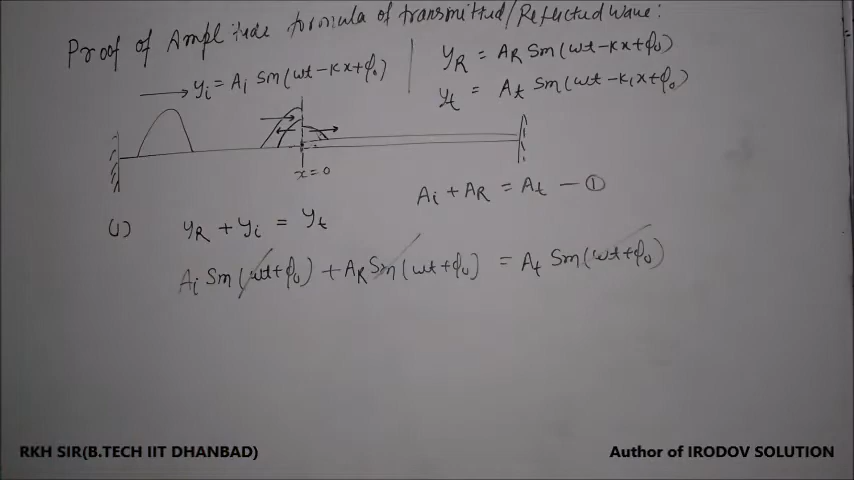 Proof of Amplitude formula of transmitted/Reflected Wave:
yi = Ai Sin(ωt-kx+ϕ0)
yR = AR Sin(ωt-kx+ϕ0)
yt = At Sin(ωt-k1x+ϕ0)
x=0
Ai + AR = At — ①
(1) yR + yi = yt
Ai Sin(ωt+ϕ0) + AR Sin(ωt+ϕ0) = At Sin(ωt+ϕ0)
RKH SIR(B.TECH IIT DHANBAD)
Author of IRODOV SOLUTION